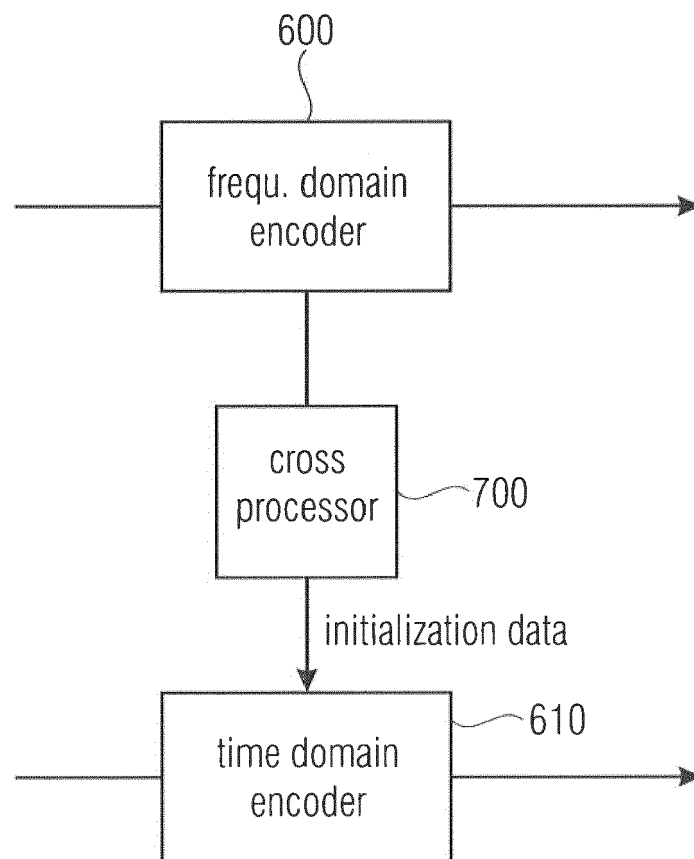 600
frequ. domain
encoder
cross
processor
700
initialization data
610
time domain
encoder